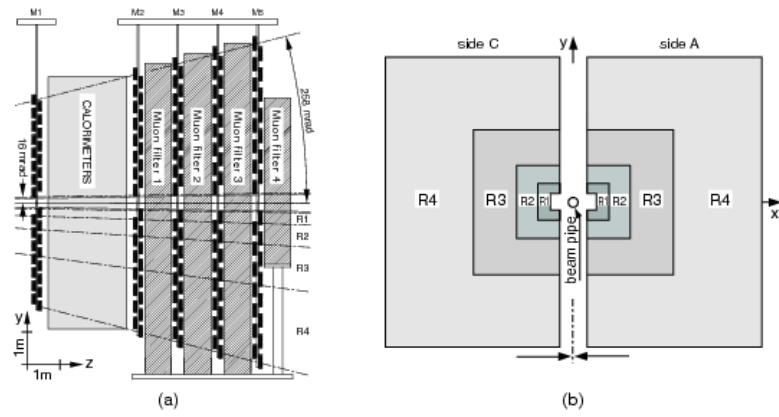 M1
M2
M3
M4
M5
CALORIMETERS
Muon filter 1
Muon filter 2
Muon filter 3
Muon filter 4
258 mrad
16 mrad
R1
R2
R3
R4
y
1m
z
1m
(a)
side C
y
side A
R4
R3
R2
R1
R1
R2
R3
R4
x
beam pipe
(b)